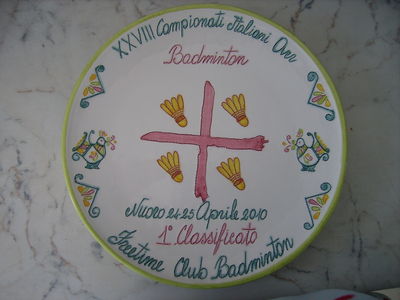 XXVIII Campionati Italiani Over
Badminton
Nuoro 24-25 Aprile 2010
1° Classificato
Freetime Club Badminton